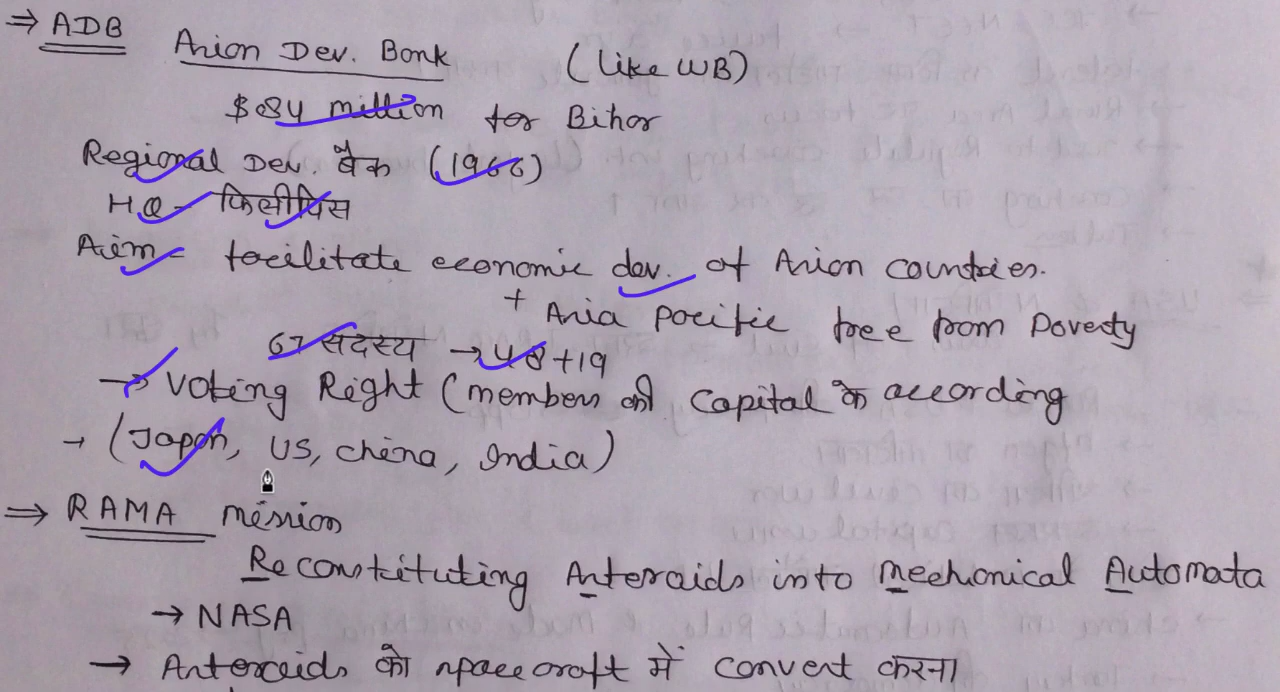 ⇒ ADB Asian Dev. Bank (like WB)
$ 84 million for Bihar
Regional Dev. बैंक (1966)
HQ - फिलीपिंस
Aim - facilitate economic dev. of Asian countries.
+ Asia Pacific free from Poverty
67 सदस्य → 48+19
→ Voting Right (members की Capital के according
→ (Japan, US, china, India)
⇒ RAMA mission
Reconstituting Asteroids into Mechanical Automata
→ NASA
→ Asteroids को spacecraft में convert करना